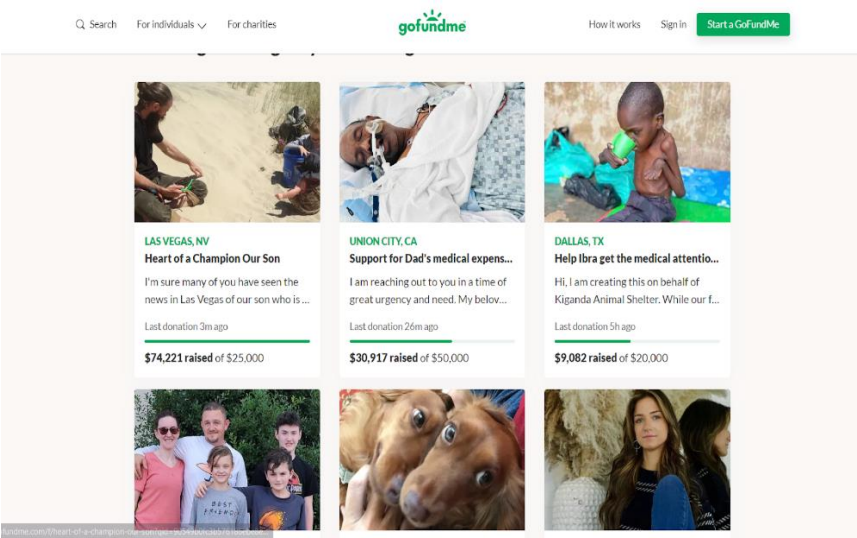 Search
For individuals
For charities
gofundme
How it works
Sign in
Start a GoFundMe
LAS VEGAS, NV
Heart of a Champion Our Son
I'm sure many of you have seen the
news in Las Vegas of our son who is ...
Last donation 3m ago
$74,221 raised of $25,000
UNION CITY, CA
Support for Dad's medical expens...
I am reaching out to you in a time of
great urgency and need. My belov...
Last donation 26m ago
$30,917 raised of $50,000
DALLAS, TX
Help Ibra get the medical attentio...
Hi, I am creating this on behalf of
Kiganda Animal Shelter. While our f...
Last donation 5h ago
$9,082 raised of $20,000
BEST
FRIENDS